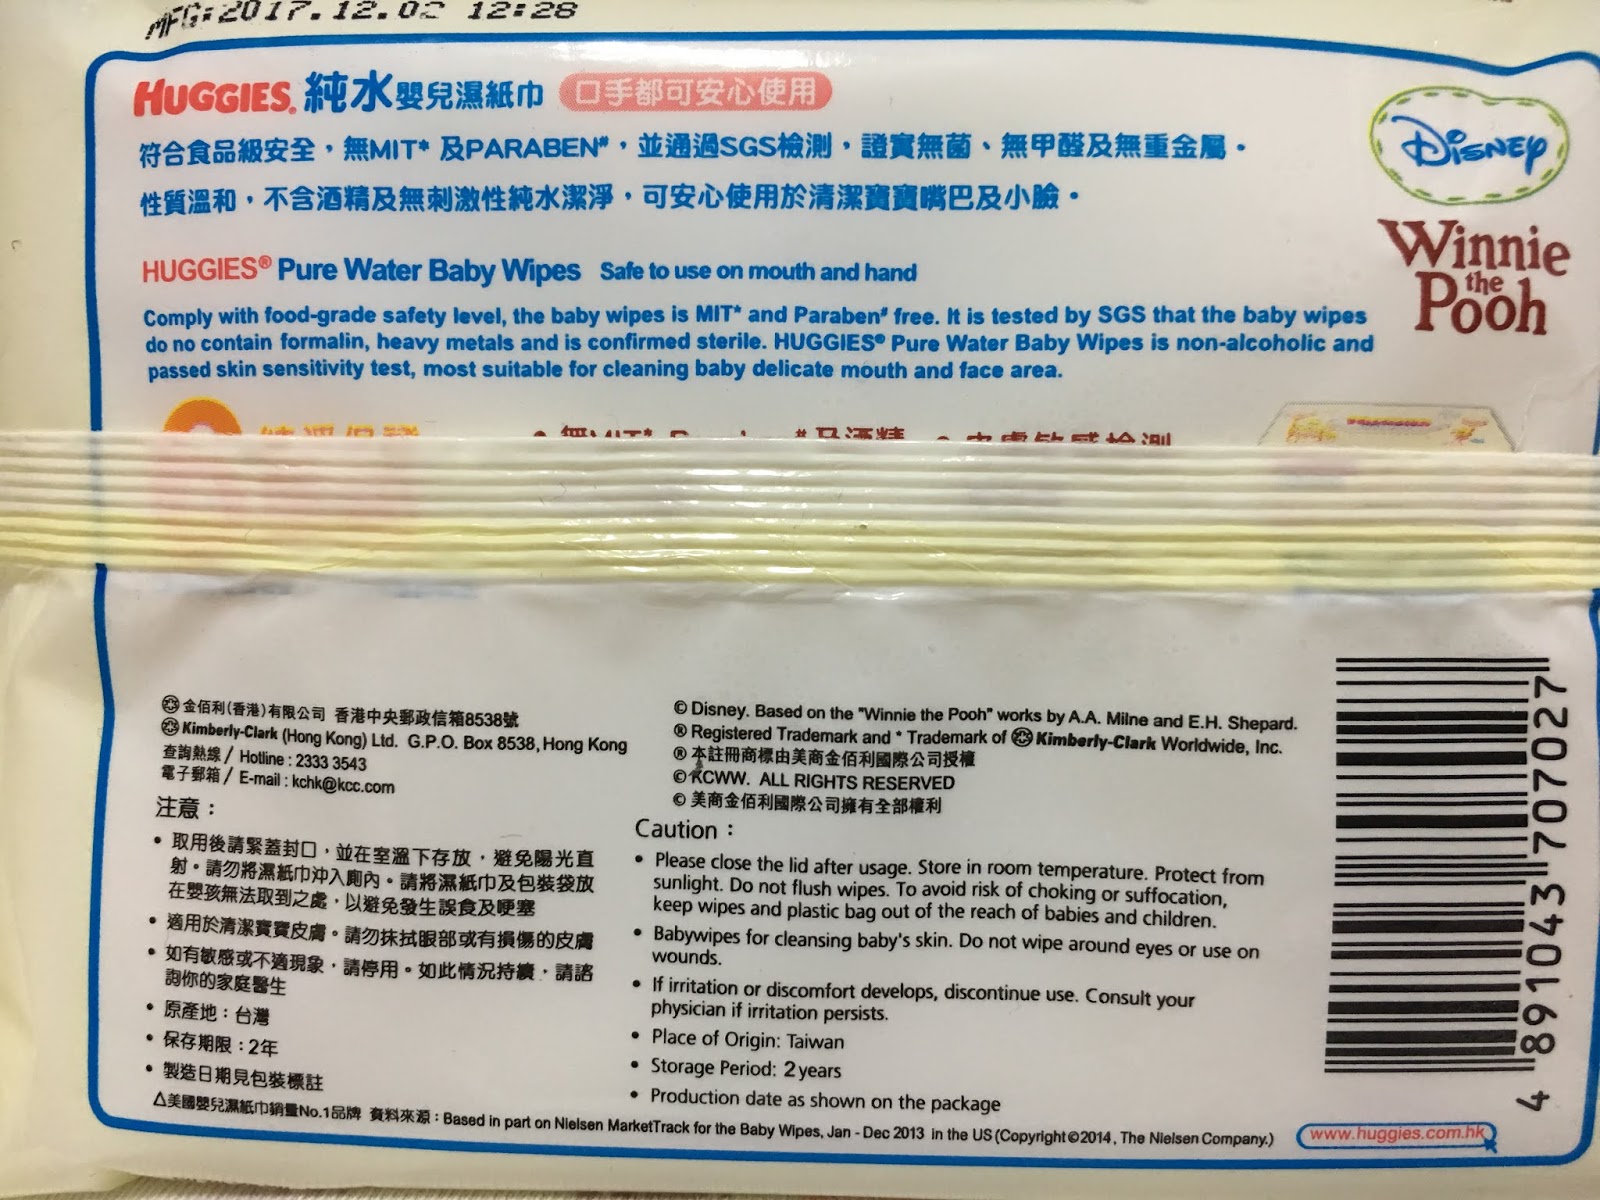 MFG:2017.12.02 12:28
HUGGIES® 純水嬰兒濕紙巾 口手都可安心使用
符合食品級安全，無MIT* 及PARABEN#，並通過SGS檢測，證實無菌、無甲醛及無重金屬。
性質溫和，不含酒精及無刺激性純水潔淨，可安心使用於清潔寶寶嘴巴及小臉。
Disney
Winnie
the
Pooh
HUGGIES® Pure Water Baby Wipes Safe to use on mouth and hand
Comply with food-grade safety level, the baby wipes is MIT* and Paraben# free. It is tested by SGS that the baby wipes
do no contain formalin, heavy metals and is confirmed sterile. HUGGIES® Pure Water Baby Wipes is non-alcoholic and
passed skin sensitivity test, most suitable for cleaning baby delicate mouth and face area.
金佰利(香港)有限公司 香港中央郵政信箱8538號
Kimberly-Clark (Hong Kong) Ltd. G.P.O. Box 8538, Hong Kong
查詢熱線 / Hotline : 2333 3543
電子郵箱 / E-mail : kchk@kcc.com
© Disney. Based on the "Winnie the Pooh" works by A.A. Milne and E.H. Shepard.
® Registered Trademark and * Trademark of Kimberly-Clark Worldwide, Inc.
® 本註冊商標由美商金佰利國際公司授權
© KCWW. ALL RIGHTS RESERVED
© 美商金佰利國際公司擁有全部權利
注意：
• 取用後請緊蓋封口，並在室溫下存放，避免陽光直
射。請勿將濕紙巾沖入廁內。請將濕紙巾及包裝袋放
在嬰孩無法取到之處，以避免發生誤食及哽塞
• 適用於清潔寶寶皮膚。請勿抹拭眼部或有損傷的皮膚
• 如有敏感或不適現象，請停用。如此情況持續，請諮
詢你的家庭醫生
• 原產地：台灣
• 保存期限：2年
• 製造日期見包裝標註
Caution：
• Please close the lid after usage. Store in room temperature. Protect from
sunlight. Do not flush wipes. To avoid risk of choking or suffocation,
keep wipes and plastic bag out of the reach of babies and children.
• Babywipes for cleansing baby's skin. Do not wipe around eyes or use on
wounds.
• If irritation or discomfort develops, discontinue use. Consult your
physician if irritation persists.
• Place of Origin: Taiwan
• Storage Period: 2 years
• Production date as shown on the package
△美國嬰兒濕紙巾銷量No.1品牌 資料來源：Based in part on Nielsen MarketTrack for the Baby Wipes, Jan - Dec 2013 in the US (Copyright©2014, The Nielsen Company.)
www.huggies.com.hk
4 891043 707027